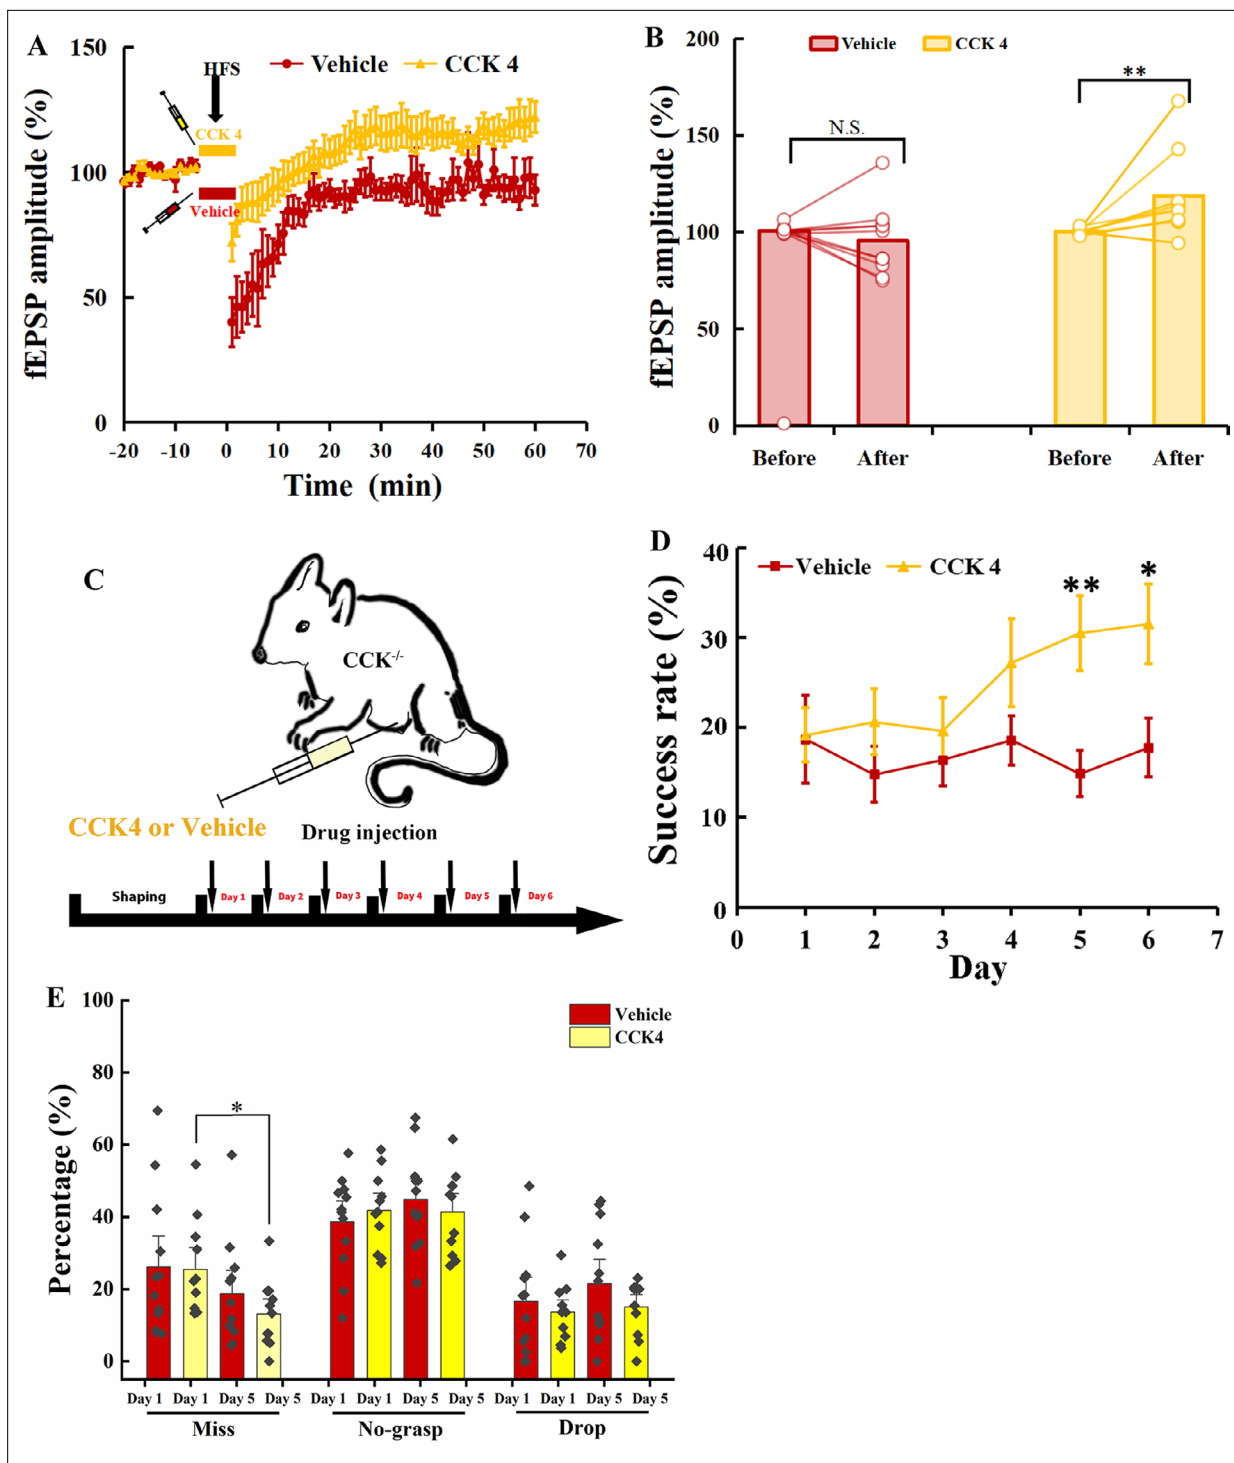 A
150
100
50
0
fEPSP amplitude (%)
HFS
Vehicle
CCK 4
CCK 4
Vehicle
-20 -10 0 10 20 30 40 50 60 70
Time (min)
B
200
150
100
50
0
fEPSP amplitude (%)
Vehicle
CCK 4
N.S.
**
Before After Before After
C
CCK-/-
CCK4 or Vehicle
Drug injection
Shaping Day 1 Day 2 Day 3 Day 4 Day 5 Day 6
D
40
30
20
10
0
Success rate (%)
Vehicle
CCK 4
** *
0 1 2 3 4 5 6 7
Day
E
100
80
60
40
20
0
Percentage (%)
Vehicle
CCK4
*
Day 1 Day 1 Day 5 Day 5 Day 1 Day 1 Day 5 Day 5 Day 1 Day 1 Day 5 Day 5
Miss No-grasp Drop